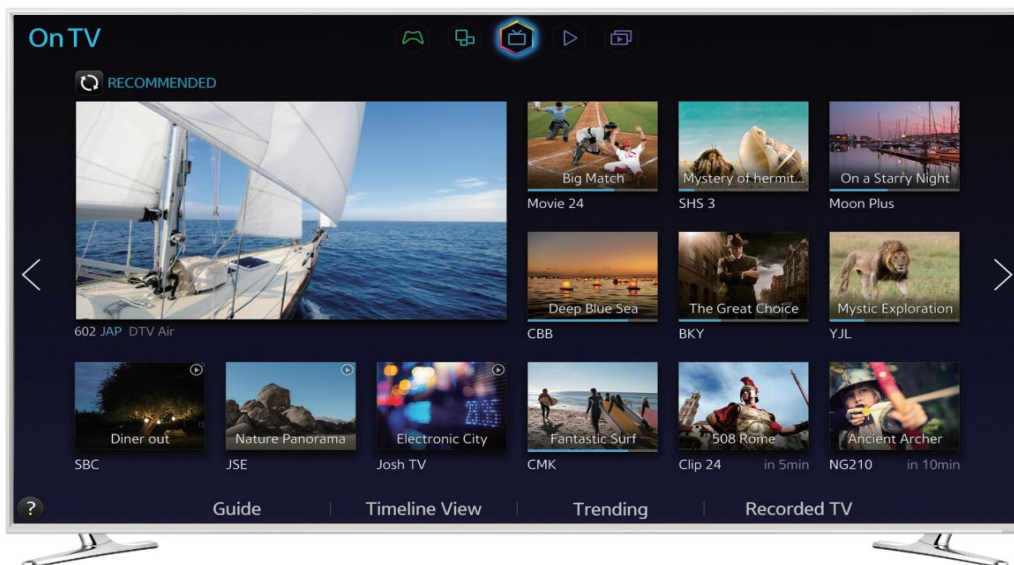 On TV
RECOMMENDED
602 JAP DTV Air
Big Match
Movie 24
Mystery of hermit...
SHS 3
On a Starry Night
Moon Plus
Deep Blue Sea
CBB
The Great Choice
BKY
Mystic Exploration
YJL
Diner out
SBC
Nature Panorama
JSE
Electronic City
Josh TV
Fantastic Surf
CMK
508 Rome
Clip 24 in 5min
Ancient Archer
NG210 in 10min
? Guide Timeline View Trending Recorded TV